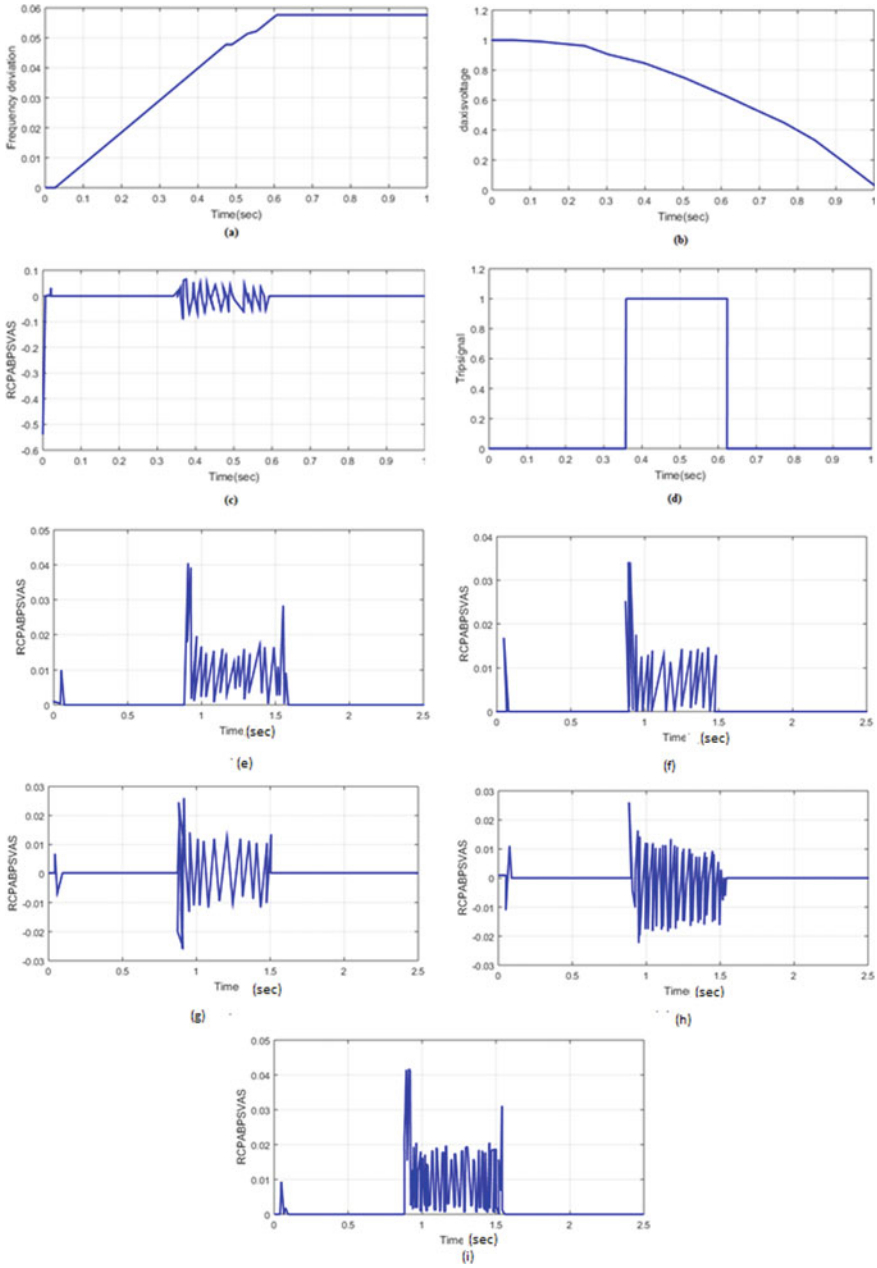 0.06
0.05
0.04
0.03
0.02
0.01
0
Frequency deviation
0 0.1 0.2 0.3 0.4 0.5 0.6 0.7 0.8 0.9 1
Time(sec)
(a)
1.2
1
0.8
0.6
0.4
0.2
0
daxisvoltage
0 0.1 0.2 0.3 0.4 0.5 0.6 0.7 0.8 0.9 1
Time(sec)
(b)
0.1
0
-0.1
-0.2
-0.3
-0.4
-0.5
-0.6
RCPABPSVAS
0 0.1 0.2 0.3 0.4 0.5 0.6 0.7 0.8 0.9 1
Time(sec)
(c)
1.2
1
0.8
0.6
0.4
0.2
0
Tripsignal
0 0.1 0.2 0.3 0.4 0.5 0.6 0.7 0.8 0.9 1
Time(sec)
(d)
0.05
0.04
0.03
0.02
0.01
0
RCPABPSVAS
0 0.5 1 1.5 2 2.5
Time (sec)
(e)
0.04
0.03
0.02
0.01
0
RCPABPSVAS
0 0.5 1 1.5 2 2.5
Time (sec)
(f)
0.03
0.02
0.01
0
-0.01
-0.02
-0.03
RCPABPSVAS
0 0.5 1 1.5 2 2.5
Time (sec)
(g)
0.03
0.02
0.01
0
-0.01
-0.02
-0.03
RCPABPSVAS
0 0.5 1 1.5 2 2.5
Time (sec)
(h)
0.05
0.04
0.03
0.02
0.01
0
RCPABPSVAS
0 0.5 1 1.5 2 2.5
Time (sec)
(i)